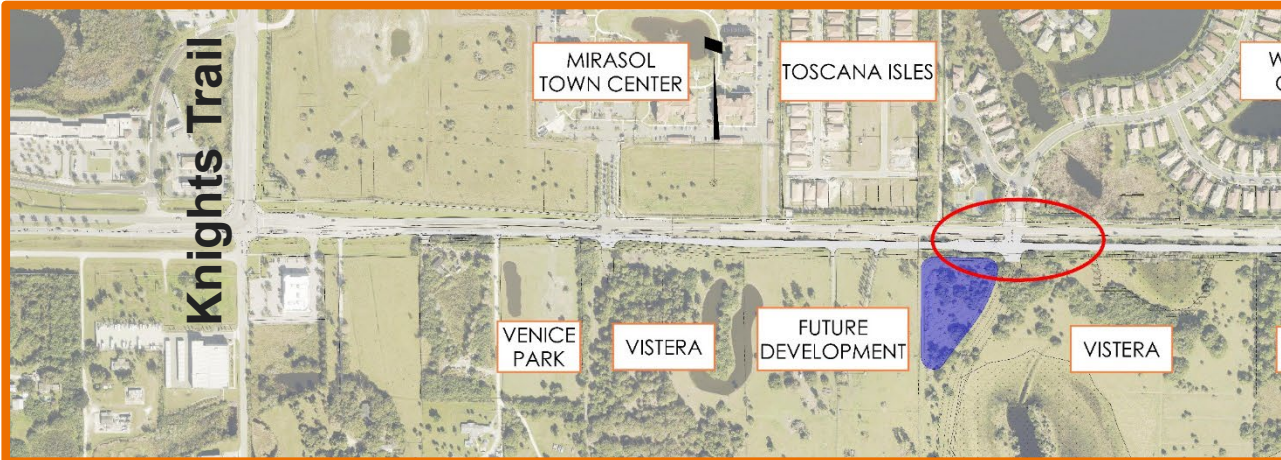 Knights Trail
MIRASOL
TOWN CENTER
TOSCANA ISLES
VENICE
PARK
VISTERA
FUTURE
DEVELOPMENT
VISTERA